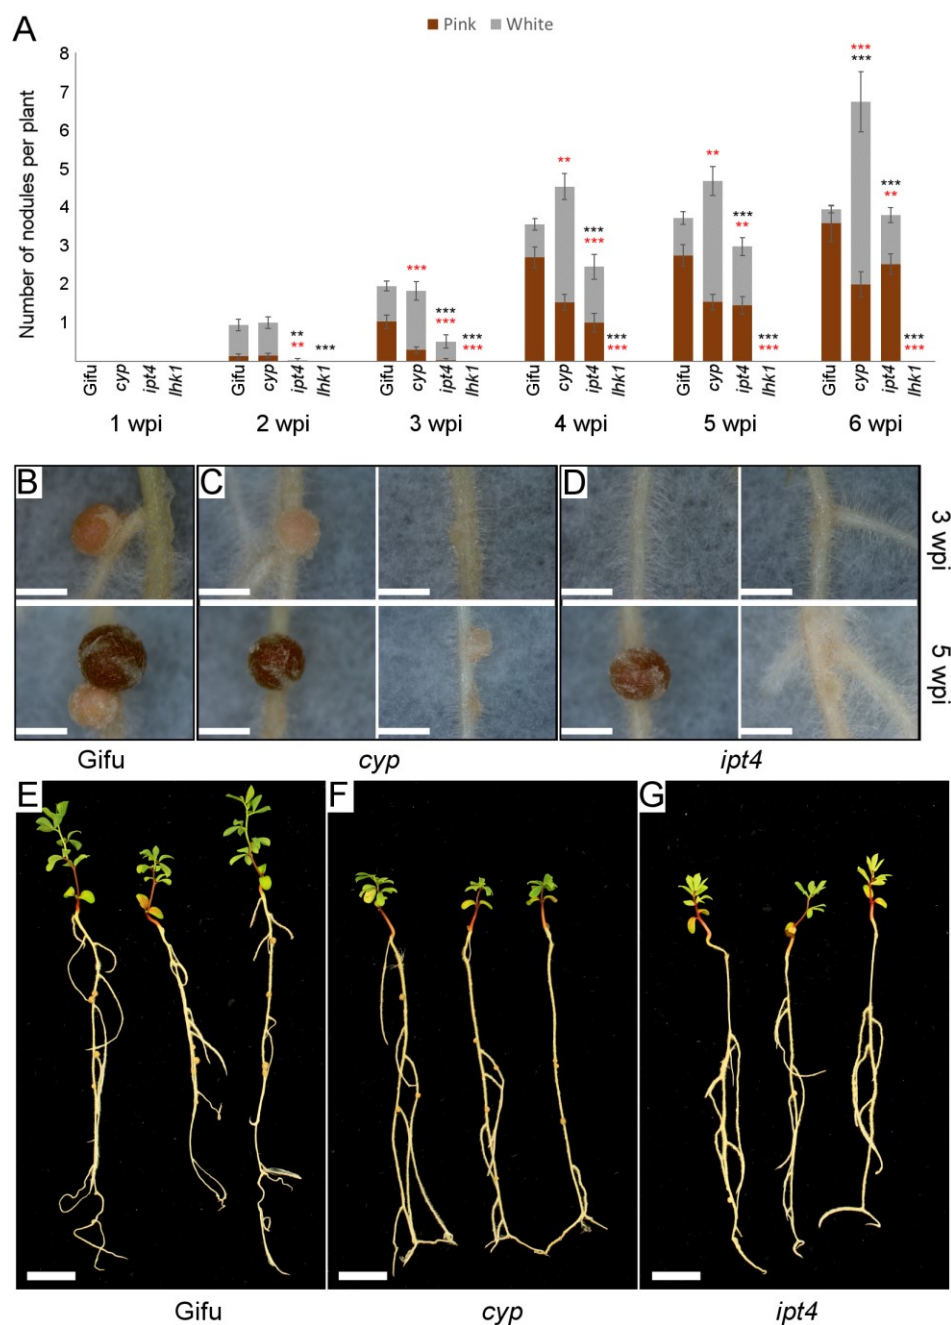 A
Pink White
Number of nodules per plant
8
7
6
5
4
3
2
1
** ** *** *** *** *** *** *** ** *** *** *** *** ** *** ** *** *** *** *** *** ** *** ***
Gifu cyp ipt4 lhk1 Gifu cyp ipt4 lhk1 Gifu cyp ipt4 lhk1 Gifu cyp ipt4 lhk1 Gifu cyp ipt4 lhk1 Gifu cyp ipt4 lhk1
1 wpi 2 wpi 3 wpi 4 wpi 5 wpi 6 wpi
B C D
3 wpi
5 wpi
Gifu cyp ipt4
E F G
Gifu cyp ipt4